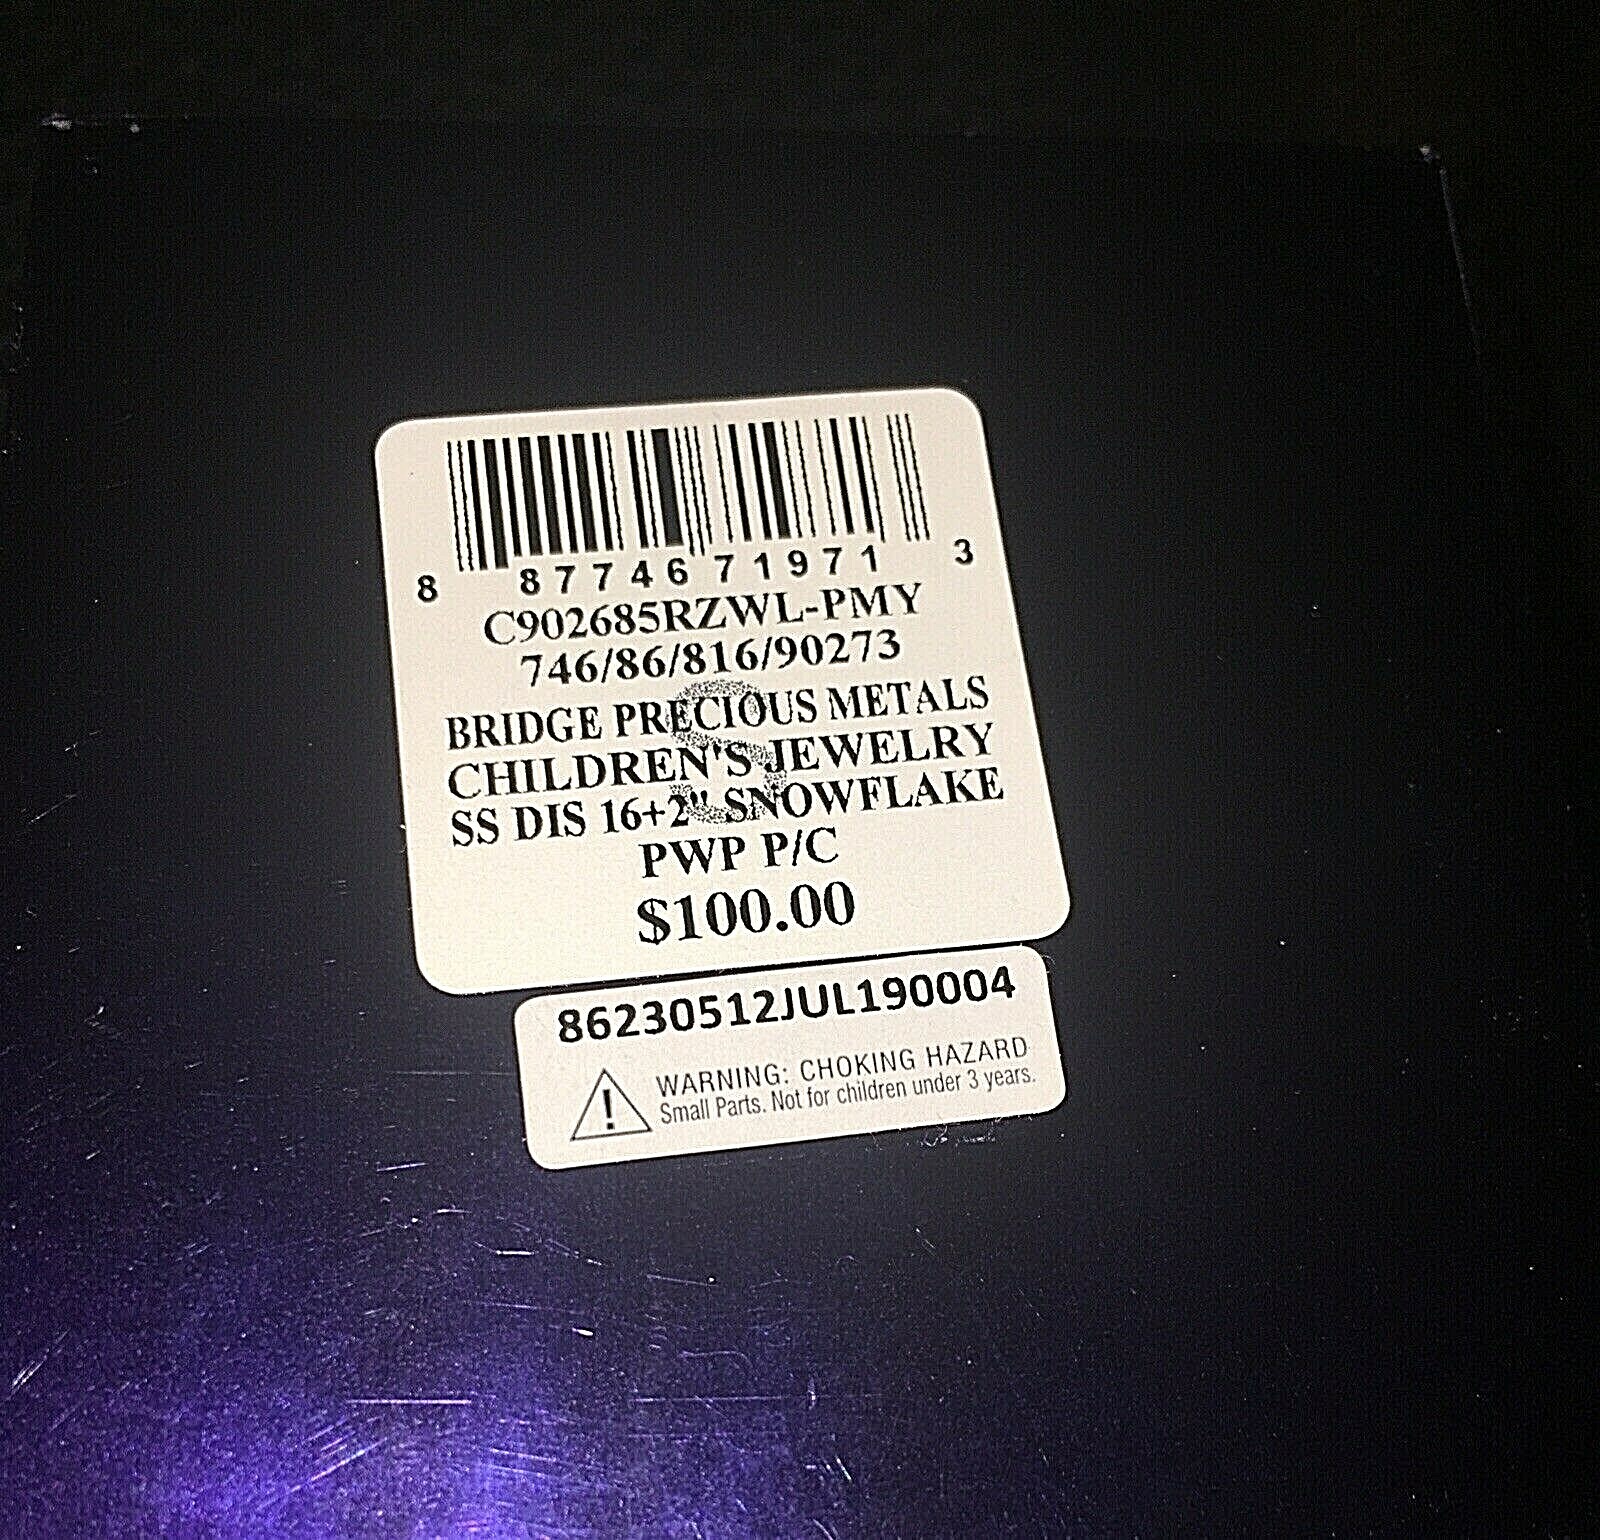 8 87746 71971 3
C902685RZWL-PMY
746/86/816/90273
BRIDGE PRECIOUS METALS
CHILDREN'S JEWELRY
SS DIS 16+2" SNOWFLAKE
PWP P/C
$100.00
S
86230512JUL190004
WARNING: CHOKING HAZARD
Small Parts. Not for children under 3 years.